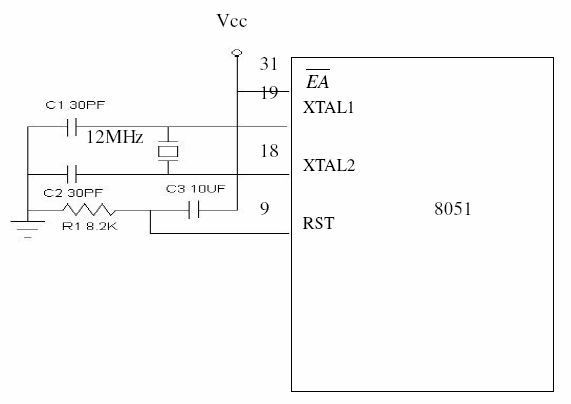 Vcc
31
EA
19
XTAL1
C1 30PF
12MHz
18
XTAL2
C2 30PF
C3 10UF
9
8051
R1 8.2K
RST